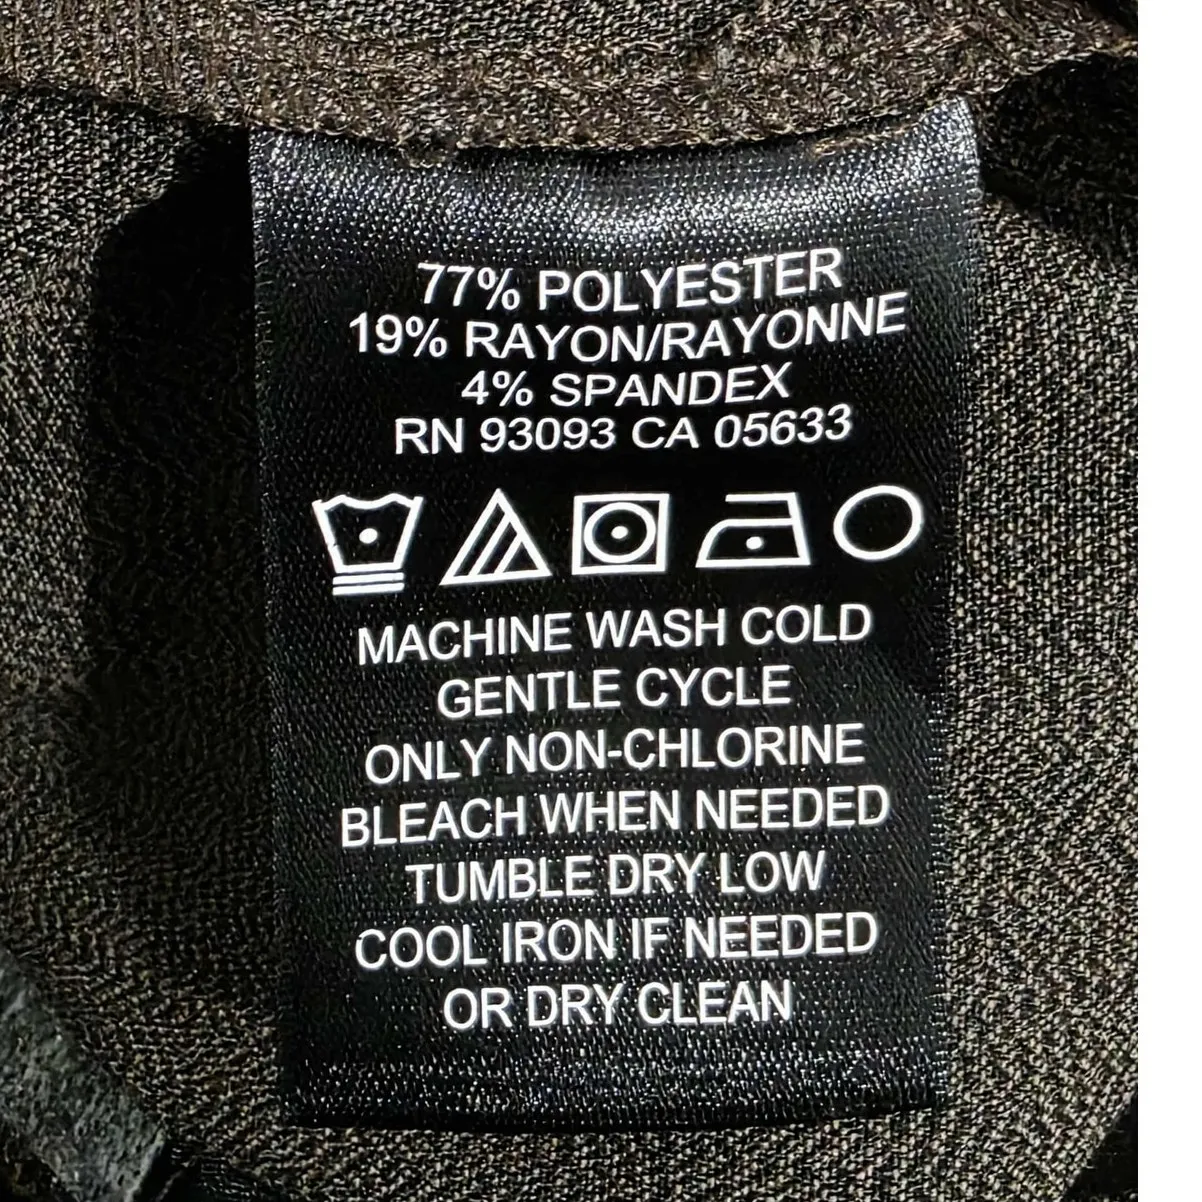 77% POLYESTER
19% RAYON/RAYONNE
4% SPANDEX
RN 93093 CA 05633
MACHINE WASH COLD
GENTLE CYCLE
ONLY NON-CHLORINE
BLEACH WHEN NEEDED
TUMBLE DRY LOW
COOL IRON IF NEEDED
OR DRY CLEAN